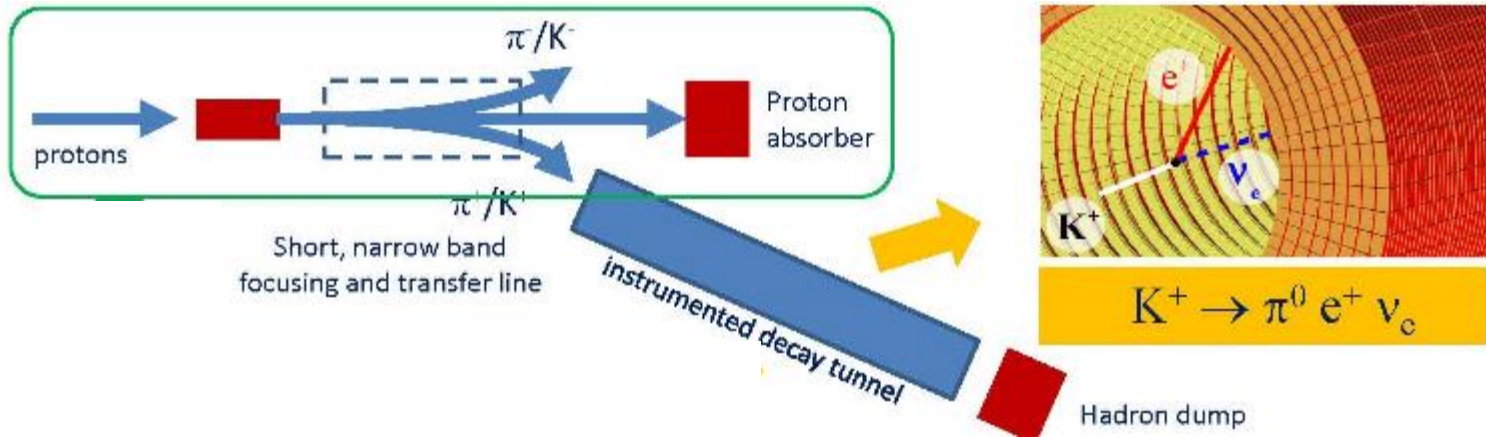 π⁻/K⁻
protons
Proton
absorber
π⁺/K⁺
Short, narrow band
focusing and transfer line
instrumented decay tunnel
Hadron dump
e⁺
νe
K⁺
K⁺ → π⁰ e⁺ νe